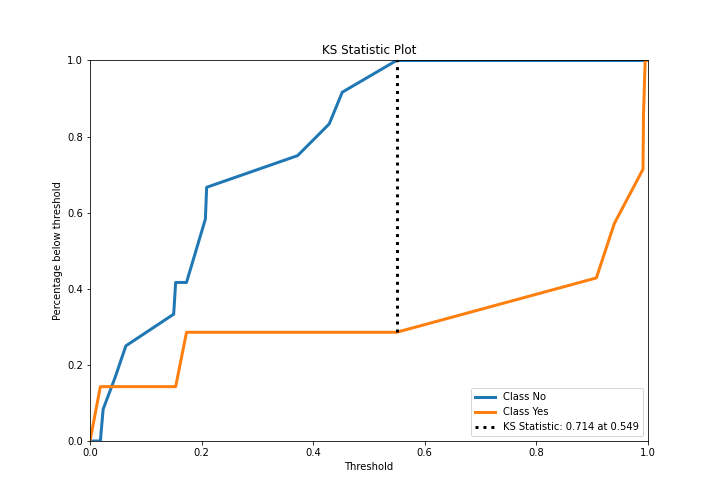 KS Statistic Plot
1.0
0.8
0.6
0.4
0.2
0.0
Percentage below threshold
0.0 0.2 0.4 0.6 0.8 1.0
Threshold
Class No
Class Yes
KS Statistic: 0.714 at 0.549